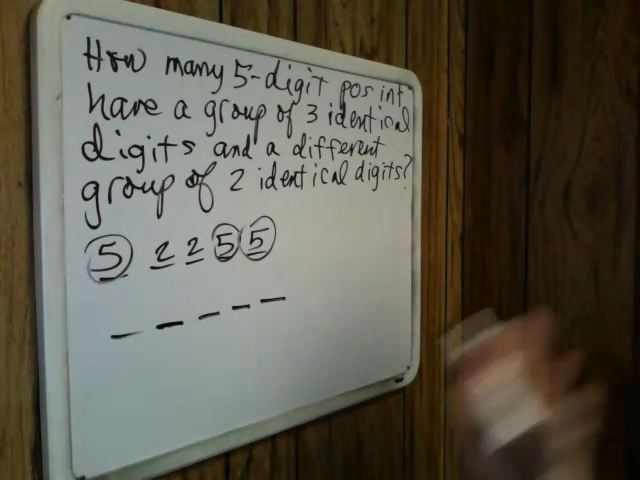 How many 5-digit pos int
have a group of 3 identical
digits and a different
group of 2 identical digits?
5 2 2 5 5